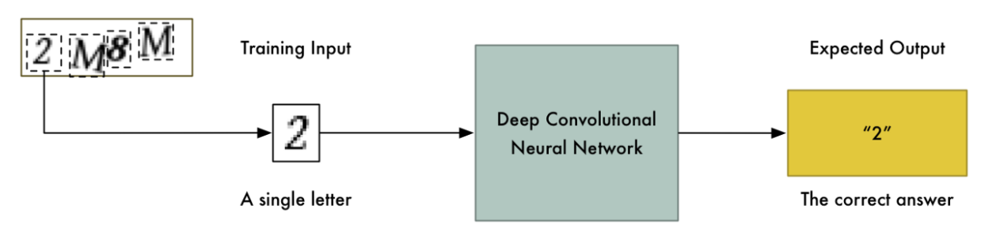 2 M 8 M
Training Input
2
A single letter
Deep Convolutional
Neural Network
Expected Output
“2”
The correct answer